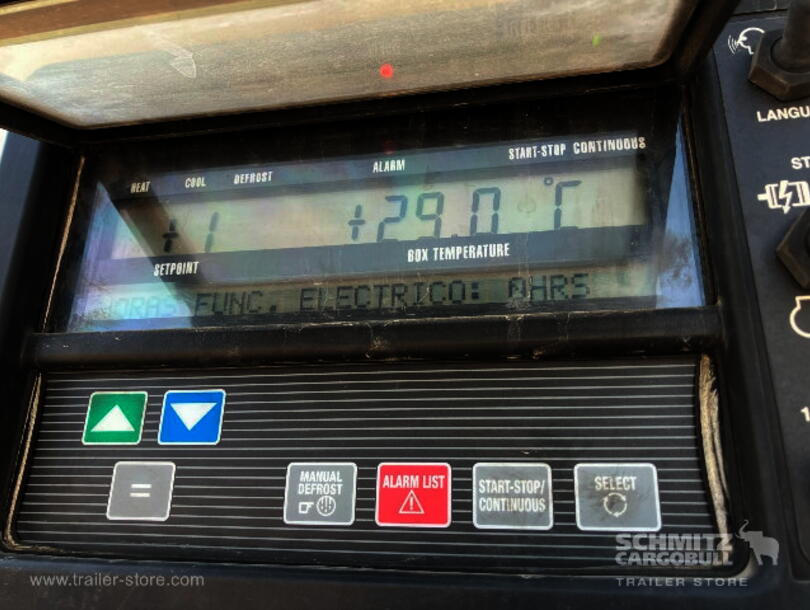 HEAT COOL DEFROST ALARM START-STOP CONTINUOUS
+1 +29.0 °C
SETPOINT BOX TEMPERATURE
HORAS FUNC. ELECTRICO: 0HRS
MANUAL DEFROST
ALARM LIST
START-STOP/
CONTINUOUS
SELECT
=
SCHMITZ
CARGOBULL
TRAILER STORE
www.trailer-store.com